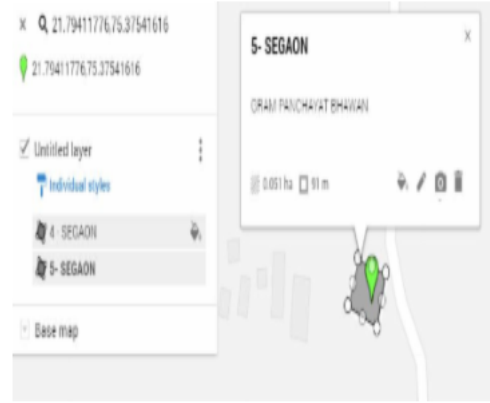 21.79411776,75.37541616
21.79411776,75.37541616
Untitled layer
Individual styles
4 - SEGAON
5- SEGAON
Base map
5- SEGAON
GRAM PANCHAYAT BHAWAN
0.051 ha 91 m